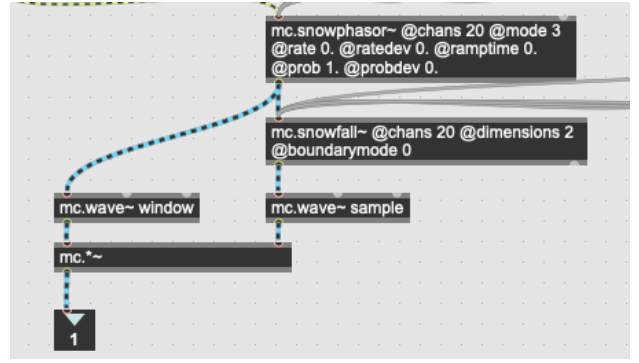 mc.snowphasor~ @chans 20 @mode 3
@rate 0. @ratedev 0. @ramptime 0.
@prob 1. @probdev 0.
mc.snowfall~ @chans 20 @dimensions 2
@boundarymode 0
mc.wave~ window
mc.wave~ sample
mc.*~
1